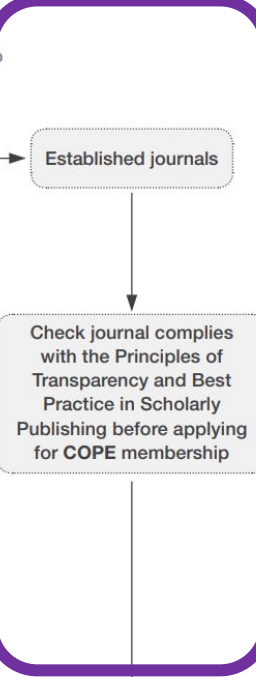 Established journals
Check journal complies
with the Principles of
Transparency and Best
Practice in Scholarly
Publishing before applying
for COPE membership